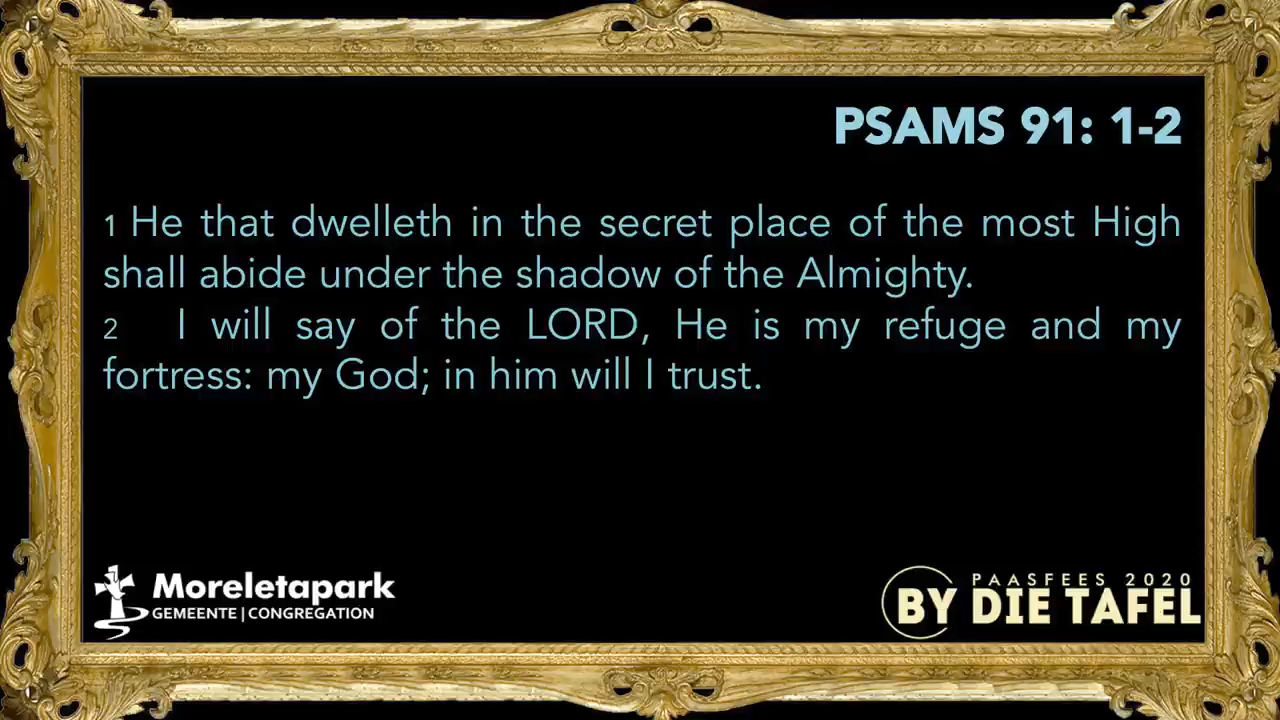 PSAMS 91: 1-2
1 He that dwelleth in the secret place of the most High
shall abide under the shadow of the Almighty.
2 I will say of the LORD, He is my refuge and my
fortress: my God; in him will I trust.
Moreletapark
GEMEENTE | CONGREGATION
PAASFEES 2020
BY DIE TAFEL